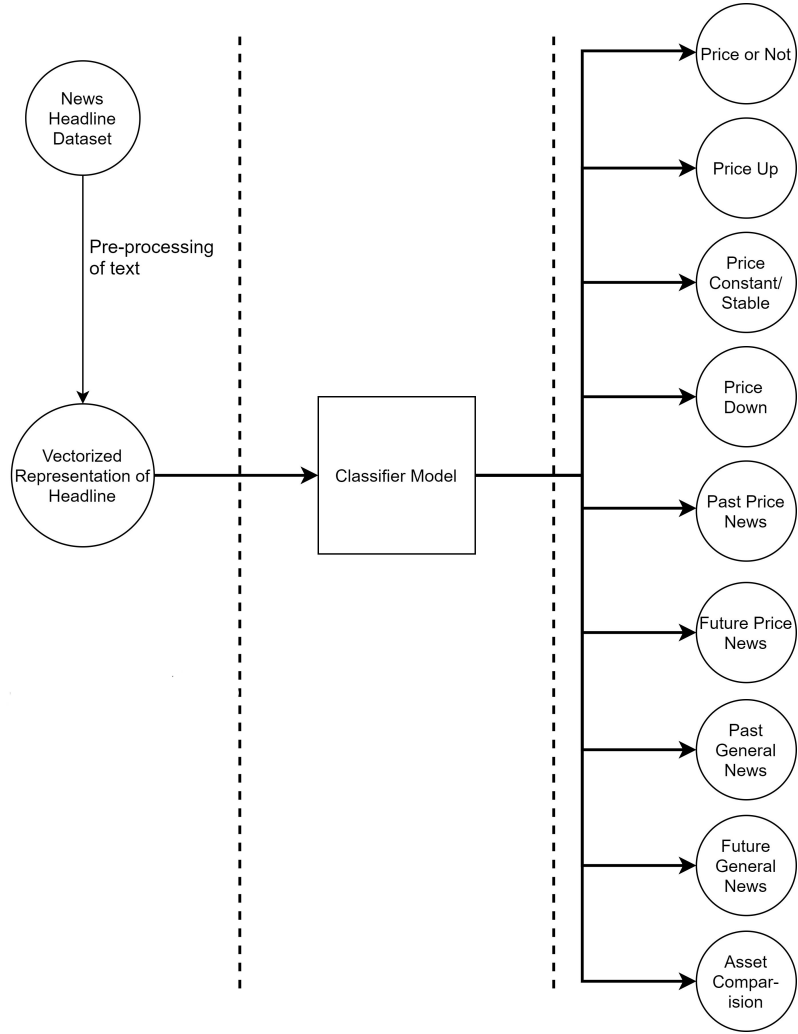 News
Headline
Dataset
Pre-processing
of text
Vectorized
Representation of
Headline
Classifier Model
Price or Not
Price Up
Price
Constant/
Stable
Price
Down
Past Price
News
Future Price
News
Past
General
News
Future
General
News
Asset
Compar-
ision